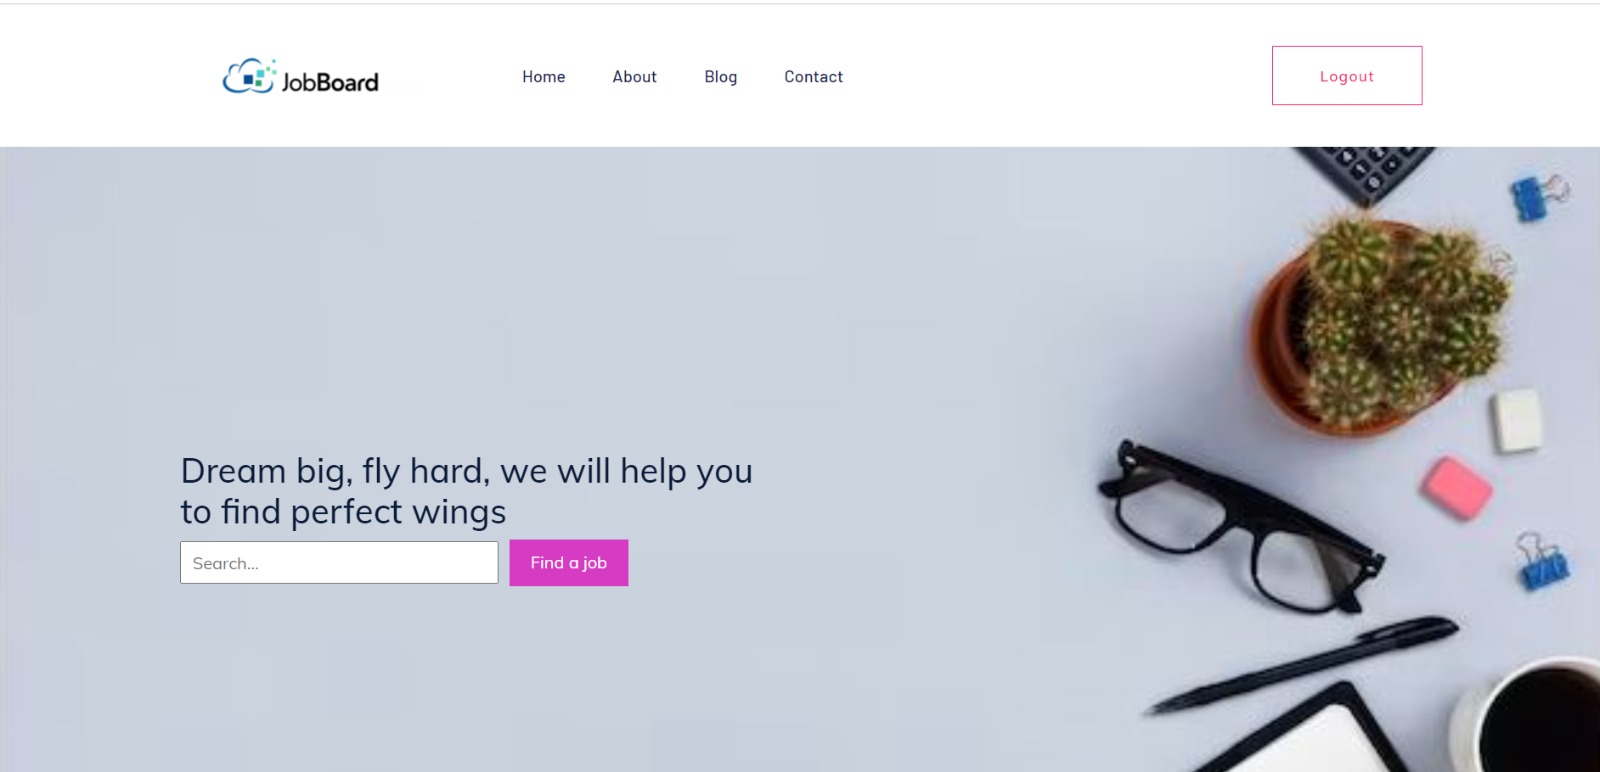 JobBoard
Home
About
Blog
Contact
Logout
Dream big, fly hard, we will help you
to find perfect wings
Search...
Find a job